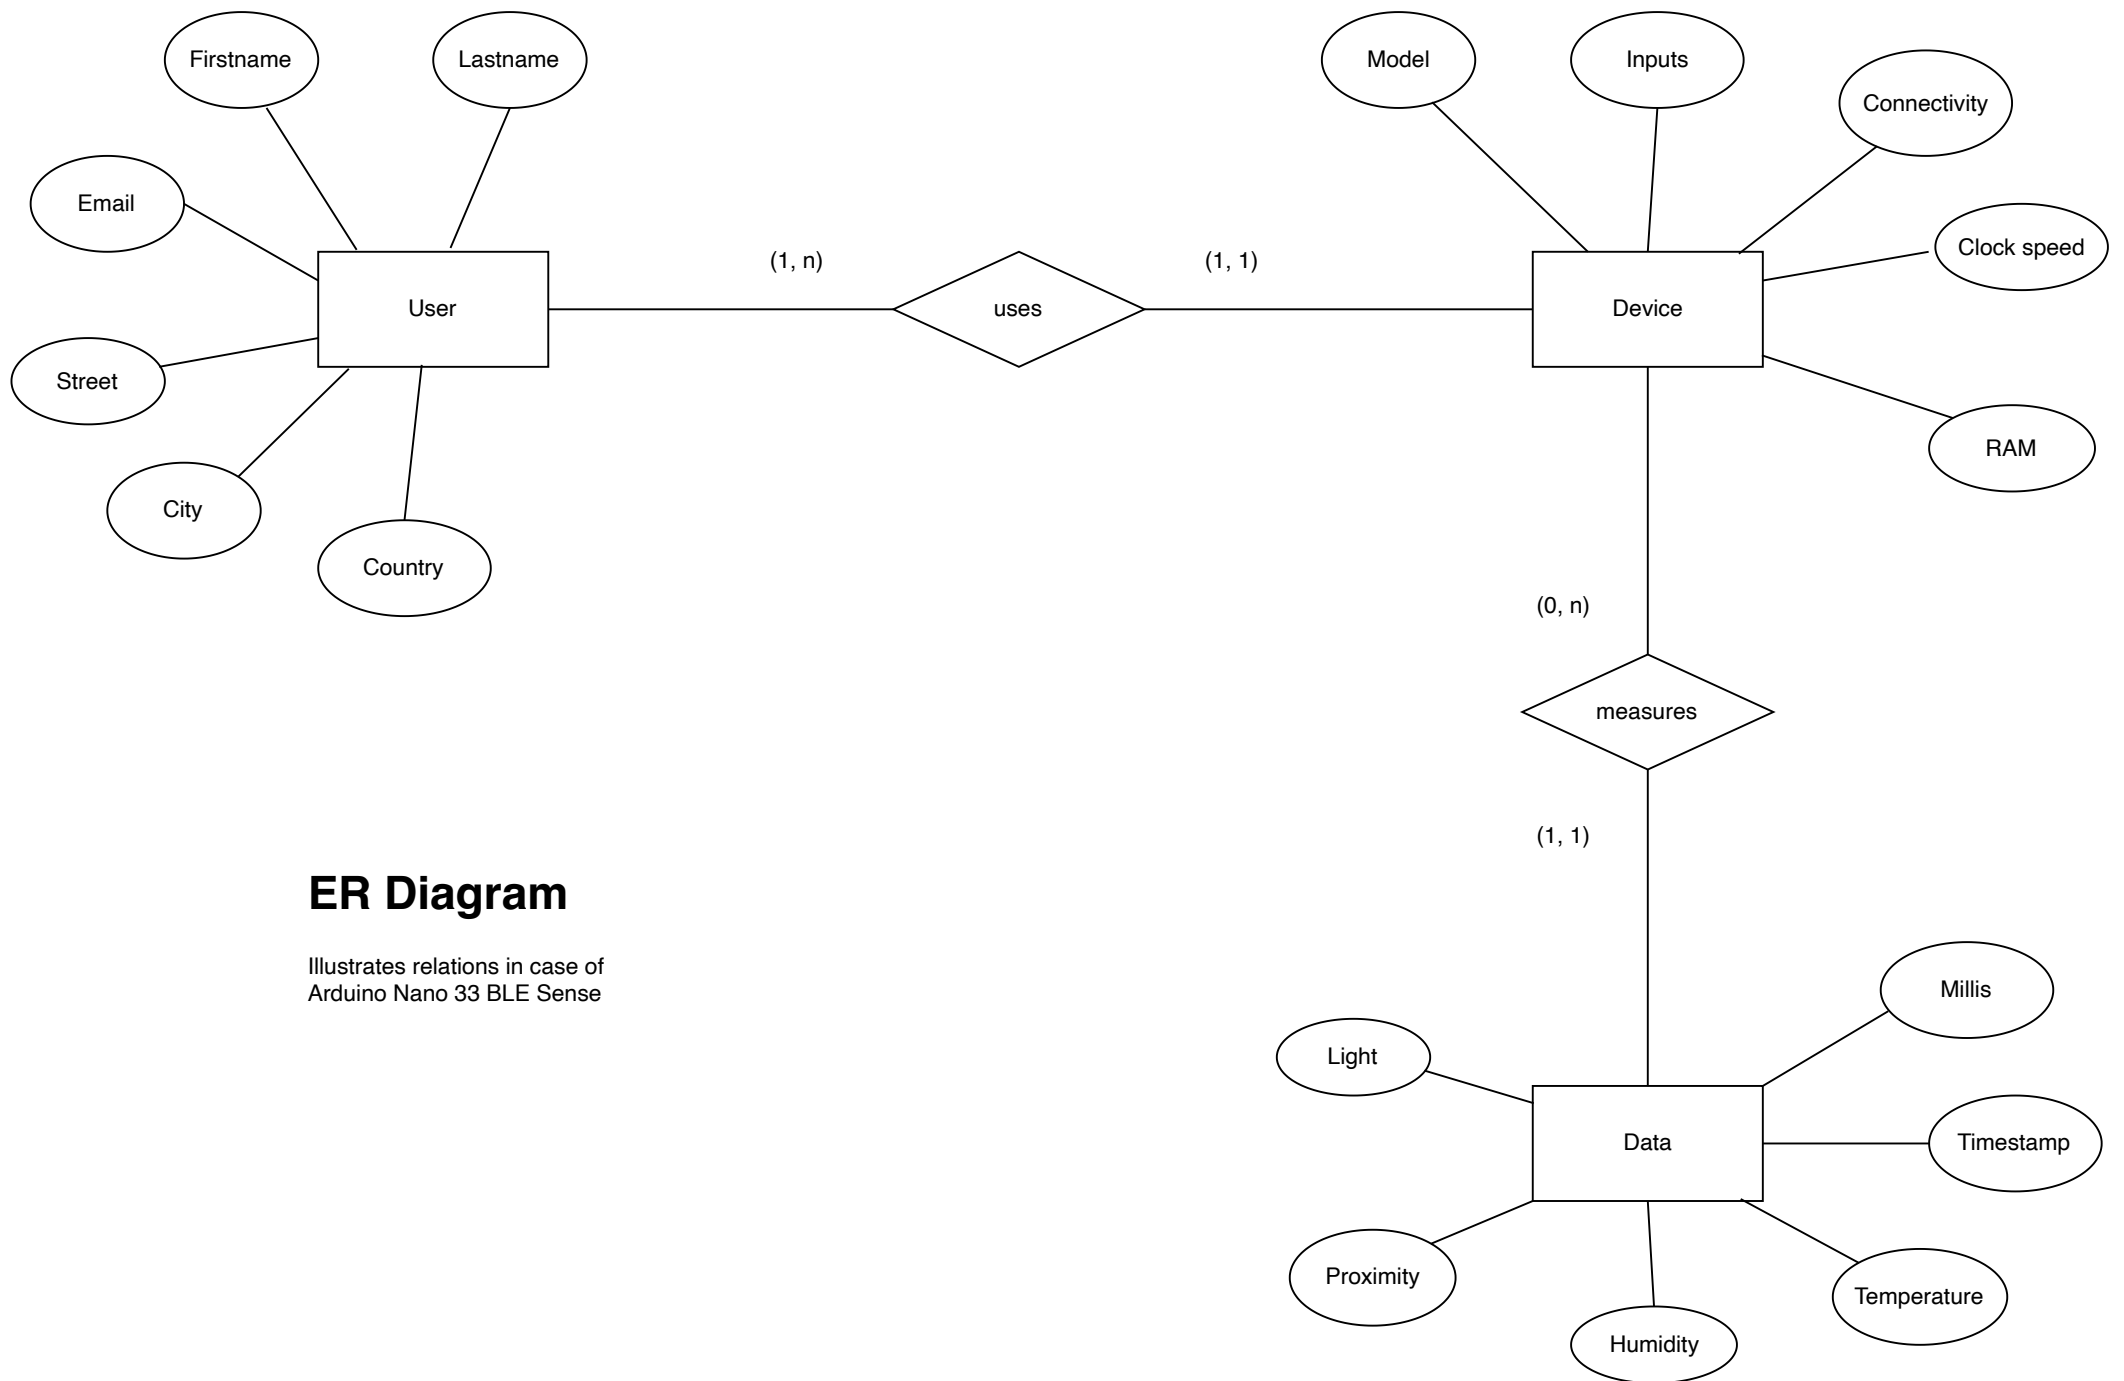 Firstname
Lastname
Model
Inputs
Connectivity
Email
Clock speed
(1, n)
(1, 1)
User
uses
Device
Street
RAM
City
Country
(0, n)
measures
(1, 1)
ER Diagram
Illustrates relations in case of
Arduino Nano 33 BLE Sense
Millis
Light
Data
Timestamp
Proximity
Temperature
Humidity